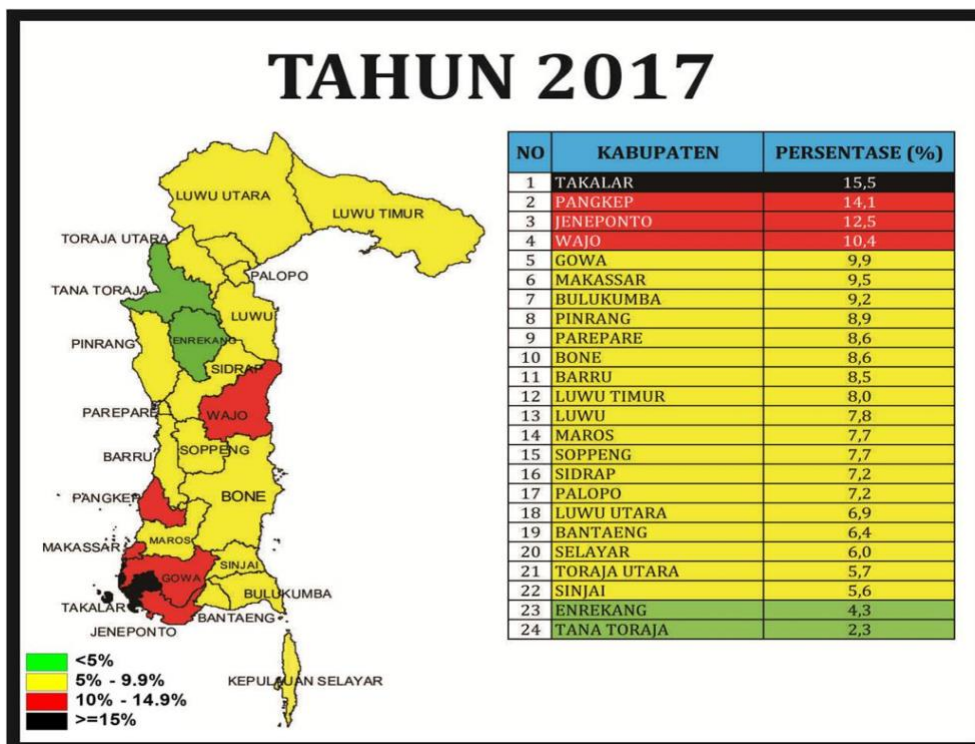 TAHUN 2017
LUWU UTARA
LUWU TIMUR
TORAJA UTARA
PALOPO
TANA TORAJA
LUWU
PINRANG
ENREKANG
SIDRAP
PAREPARE
WAJO
SOPPENG
BARRU
PANGKEP
BONE
MAKASSAR
MAROS
SINJAI
GOWA
BULUKUMBA
TAKALAR
BANTAENG
JENEPONTO
KEPULAUAN SELAYAR
<5%
5% - 9.9%
10% - 14.9%
>=15%
NO KABUPATEN PERSENTASE (%)
1 TAKALAR 15,5
2 PANGKEP 14,1
3 JENEPONTO 12,5
4 WAJO 10,4
5 GOWA 9,9
6 MAKASSAR 9,5
7 BULUKUMBA 9,2
8 PINRANG 8,9
9 PAREPARE 8,6
10 BONE 8,6
11 BARRU 8,5
12 LUWU TIMUR 8,0
13 LUWU 7,8
14 MAROS 7,7
15 SOPPENG 7,7
16 SIDRAP 7,2
17 PALOPO 7,2
18 LUWU UTARA 6,9
19 BANTAENG 6,4
20 SELAYAR 6,0
21 TORAJA UTARA 5,7
22 SINJAI 5,6
23 ENREKANG 4,3
24 TANA TORAJA 2,3